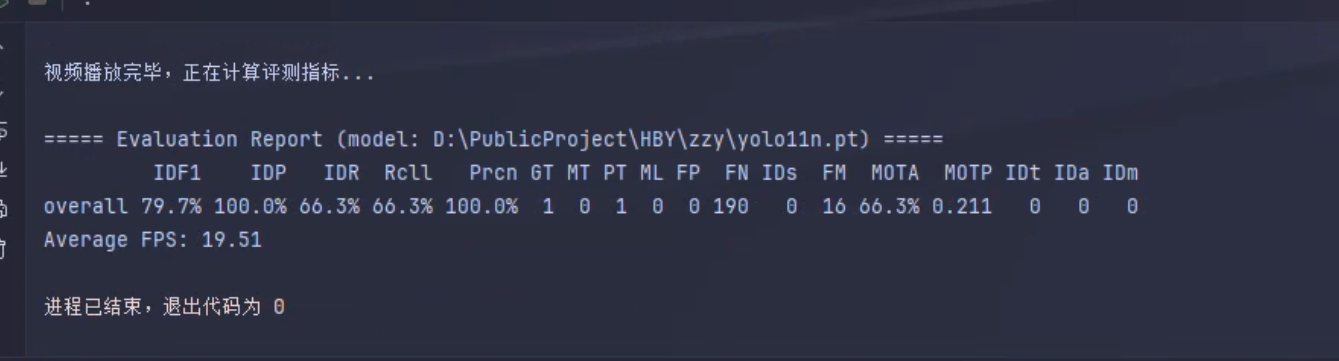 视频播放完毕，正在计算评测指标...
===== Evaluation Report (model: D:\PublicProject\HBY\zzy\yolo11n.pt) =====
IDF1 IDP IDR Rcll Prcn GT MT PT ML FP FN IDs FM MOTA MOTP IDt IDa IDm
overall 79.7% 100.0% 66.3% 66.3% 100.0% 1 0 1 0 0 190 0 16 66.3% 0.211 0 0 0
Average FPS: 19.51
进程已结束，退出代码为 0